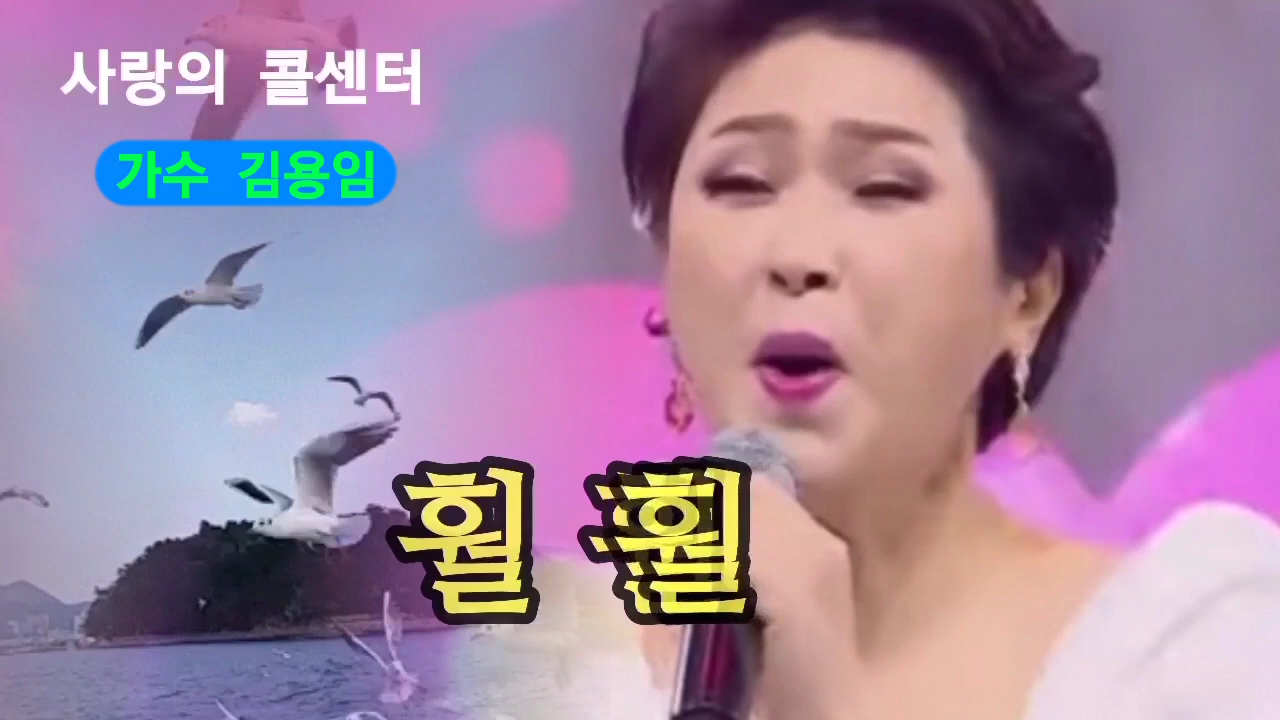 사랑의 콜센터
가수 김용임
훨 훨